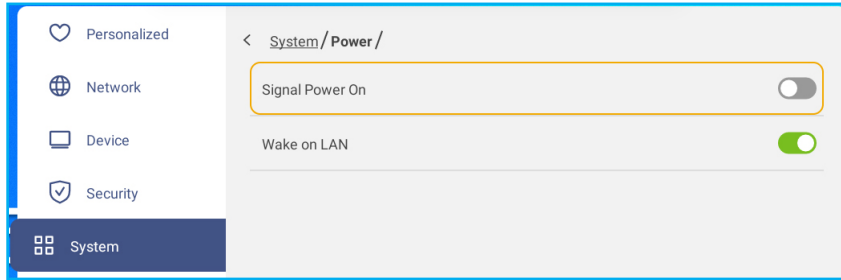 Personalized
Network
Device
Security
System
< System / Power /
Signal Power On
Wake on LAN